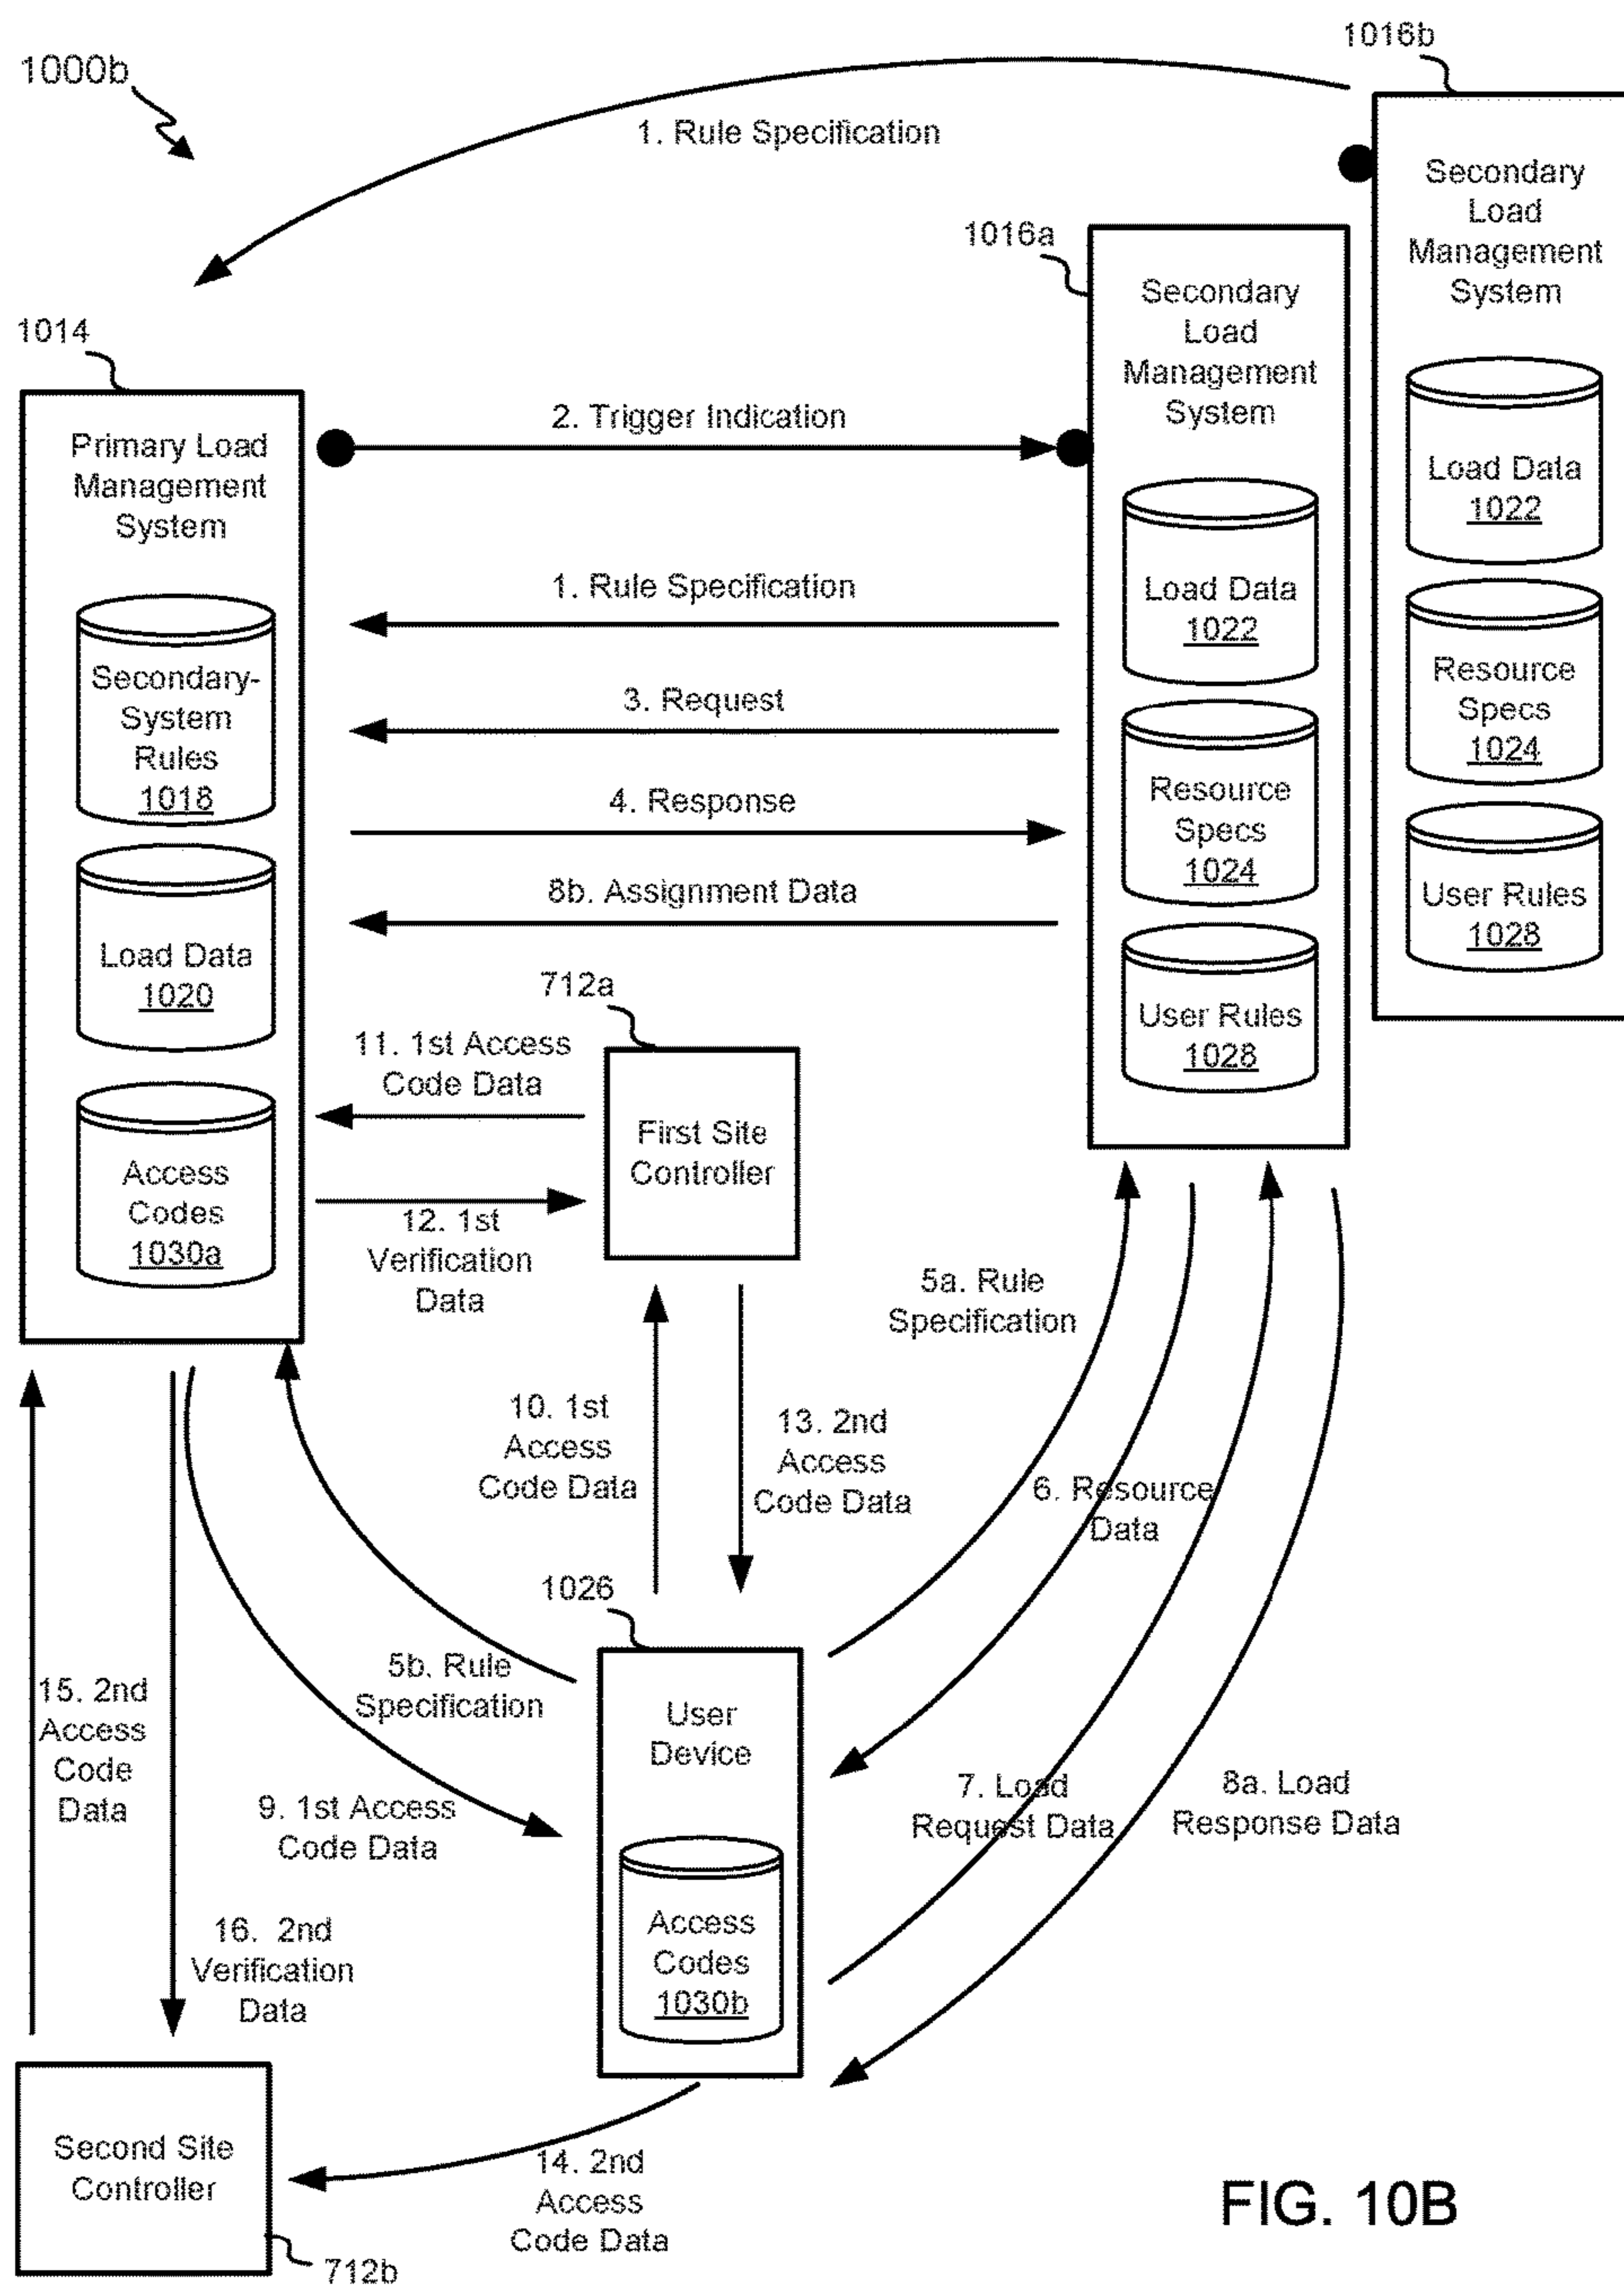 1016b
1000b
1. Rule Specification
Secondary
Load
Management
System
1016a
Secondary
Load
Management
System
1014
2. Trigger Indication
Primary Load
Management
System
Load Data
1022
1. Rule Specification
Load Data
1022
Secondary-
System
Rules
1018
3. Request
Resource
Specs
1024
4. Response
Resource
Specs
1024
8b. Assignment Data
User Rules
1028
Load Data
1020
712a
User Rules
1028
11. 1st Access
Code Data
First Site
Controller
Access
Codes
1030a
12. 1st
Verification
Data
5a. Rule
Specification
10. 1st
Access
Code Data
13. 2nd
Access
Code Data
6. Resource
Data
1026
5b. Rule
Specification
15. 2nd
Access
Code
Data
User
Device
9. 1st Access
Code Data
7. Load
Request Data
8a. Load
Response Data
16. 2nd
Verification
Data
Access
Codes
1030b
Second Site
Controller
14. 2nd
Access
Code Data
712b
FIG. 10B